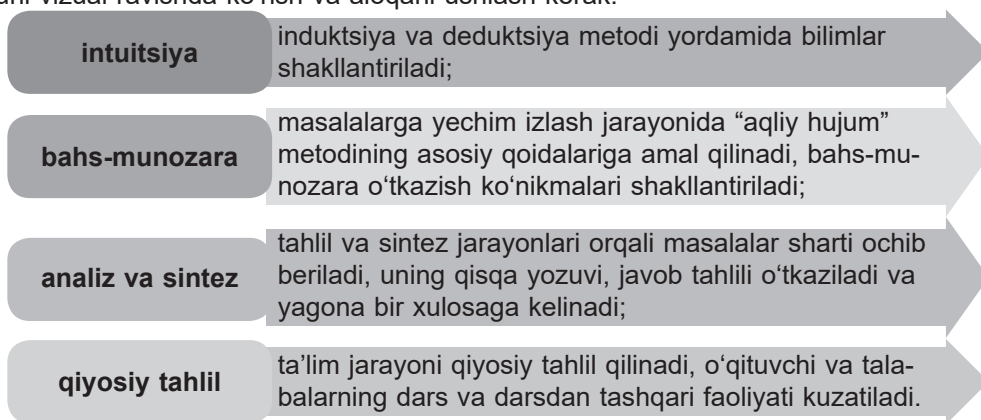 vizual ravishda ko‘rish va aloqani ushlash kerak.
intuitsiya
induktsiya va deduktsiya metodi yordamida bilimlar
shakllantiriladi;
bahs-munozara
masalalarga yechim izlash jarayonida “aqliy hujum”
metodining asosiy qoidalariga amal qilinadi, bahs-mu-
nozara o‘tkazish ko‘nikmalari shakllantiriladi;
analiz va sintez
tahlil va sintez jarayonlari orqali masalalar sharti ochib
beriladi, uning qisqa yozuvi, javob tahlili o‘tkaziladi va
yagona bir xulosaga kelinadi;
qiyosiy tahlil
ta’lim jarayoni qiyosiy tahlil qilinadi, o‘qituvchi va tala-
balarning dars va darsdan tashqari faoliyati kuzatiladi.